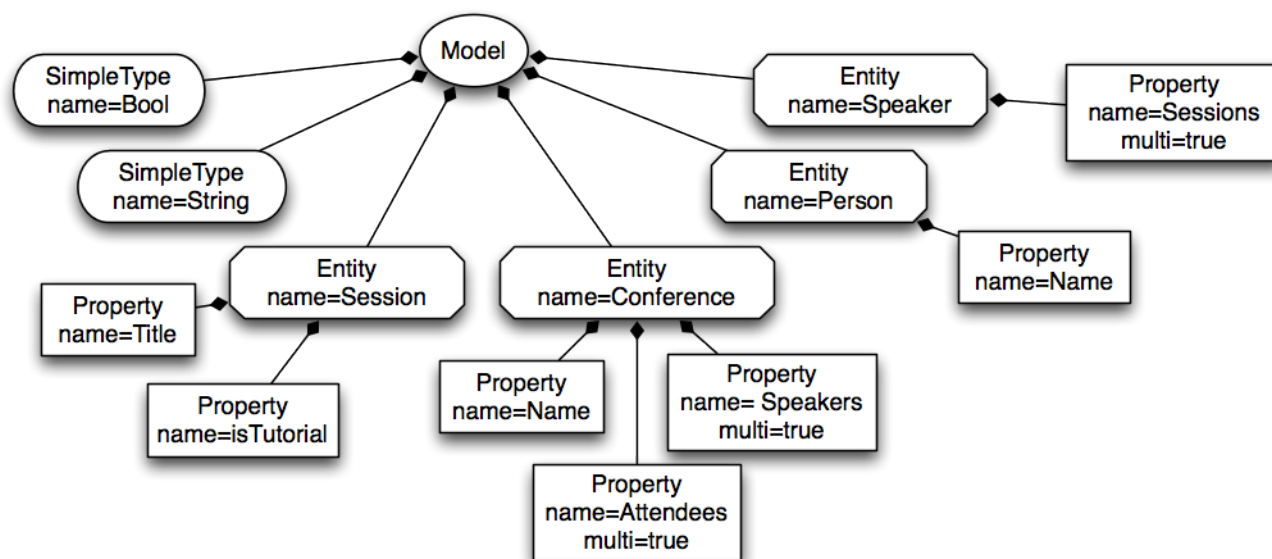 Model
SimpleType
name=Bool
Entity
name=Speaker
Property
name=Sessions
multi=true
SimpleType
name=String
Entity
name=Person
Property
name=Name
Entity
name=Session
Entity
name=Conference
Property
name=Title
Property
name=isTutorial
Property
name=Name
Property
name= Speakers
multi=true
Property
name=Attendees
multi=true